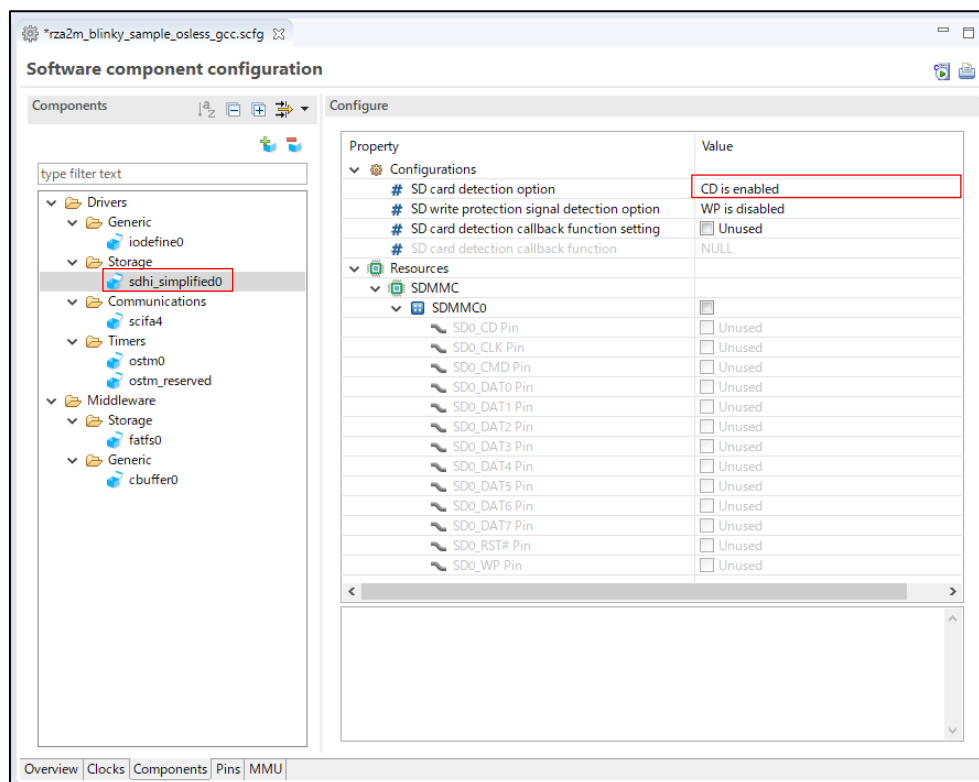 *rza2m_blinky_sample_osless_gcc.scfg
Software component configuration
Components
type filter text
Drivers
Generic
iodefine0
Storage
sdhi_simplified0
Communications
scifa4
Timers
ostm0
ostm_reserved
Middleware
Storage
fatfs0
Generic
cbuffer0
Configure
Property Value
Configurations
# SD card detection option CD is enabled
# SD write protection signal detection option WP is disabled
# SD card detection callback function setting Unused
# SD card detection callback function NULL
Resources
SDMMC
SDMMC0
SD0_CD Pin Unused
SD0_CLK Pin Unused
SD0_CMD Pin Unused
SD0_DAT0 Pin Unused
SD0_DAT1 Pin Unused
SD0_DAT2 Pin Unused
SD0_DAT3 Pin Unused
SD0_DAT4 Pin Unused
SD0_DAT5 Pin Unused
SD0_DAT6 Pin Unused
SD0_DAT7 Pin Unused
SD0_RST# Pin Unused
SD0_WP Pin Unused
Overview Clocks Components Pins MMU